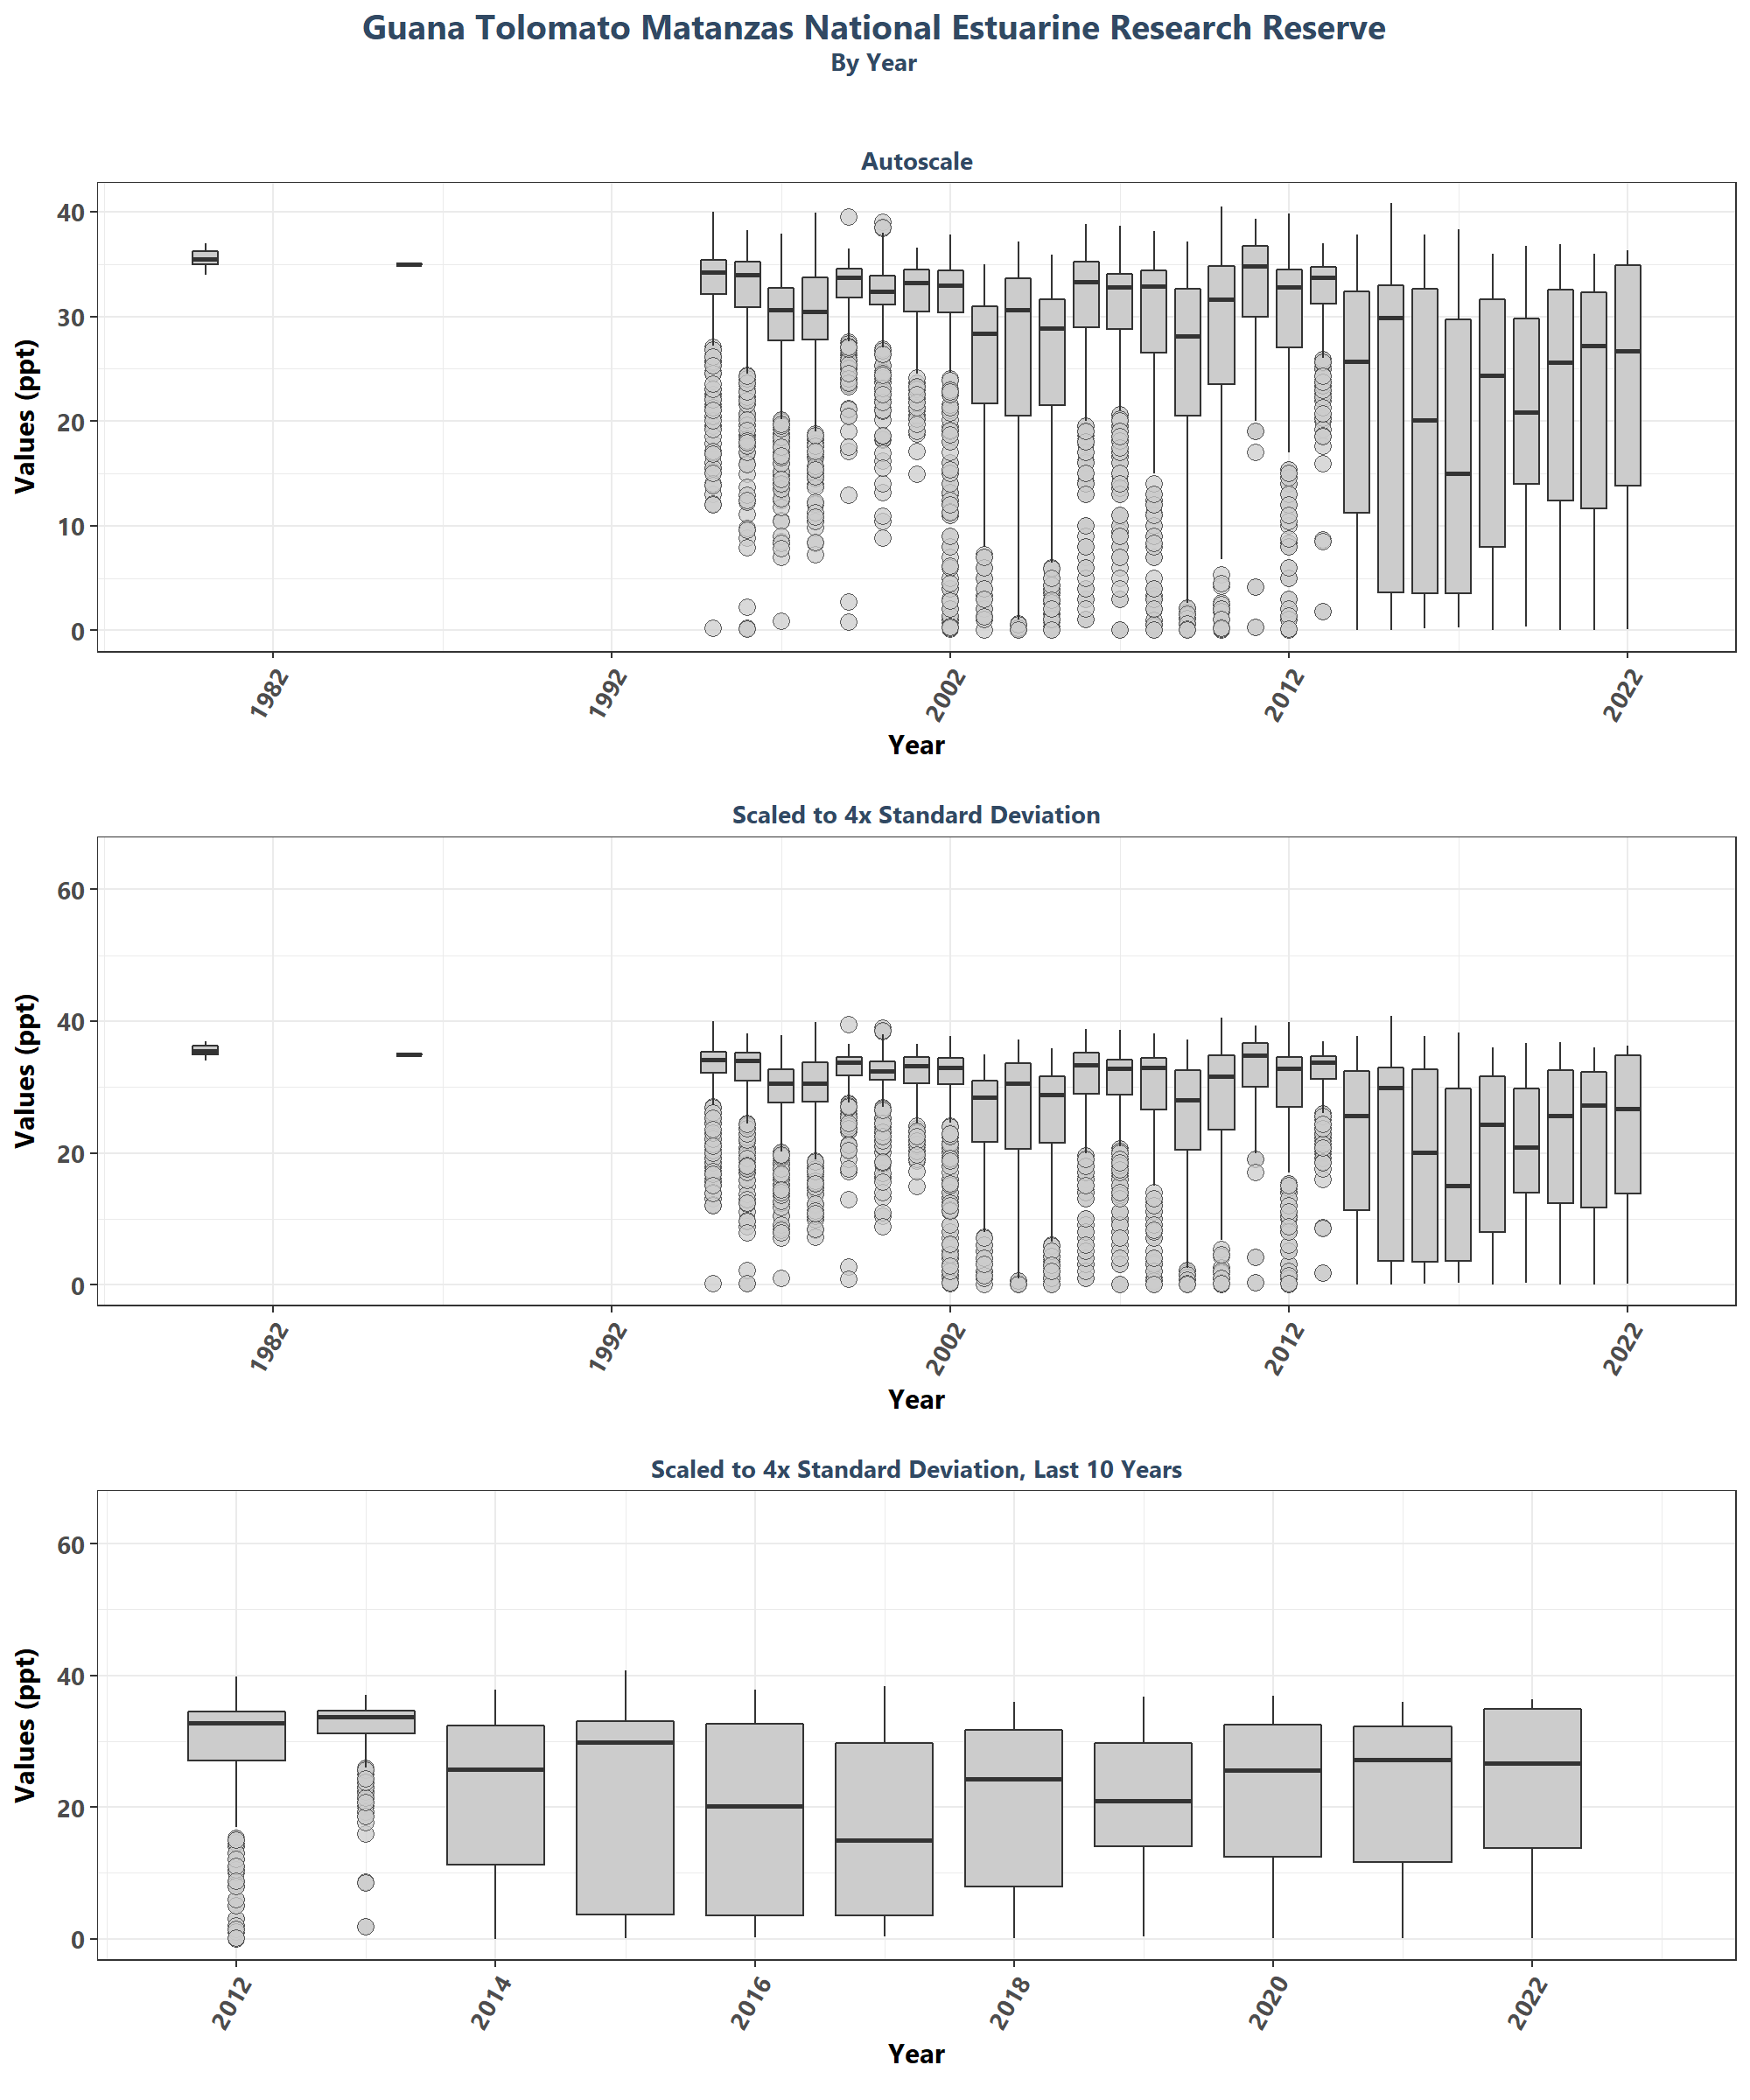 Guana Tolomato Matanzas National Estuarine Research Reserve
By Year
Autoscale
Values (ppt)
40
30
20
10
0
1982 1992 2002 2012 2022
Year
Scaled to 4x Standard Deviation
Values (ppt)
60
40
20
0
1982 1992 2002 2012 2022
Year
Scaled to 4x Standard Deviation, Last 10 Years
Values (ppt)
60
40
20
0
2012 2014 2016 2018 2020 2022
Year